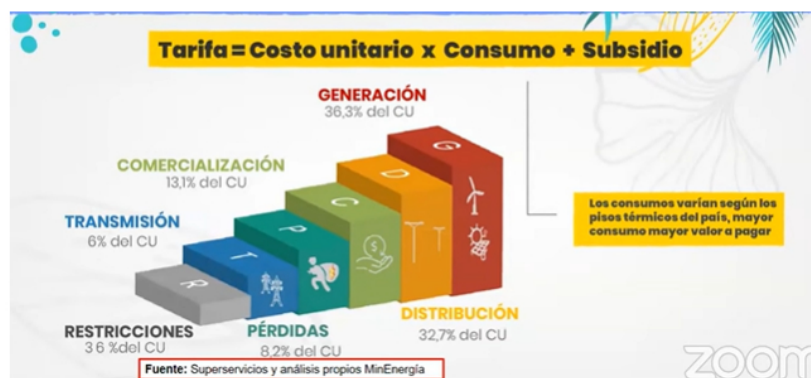 Tarifa = Costo unitario x Consumo + Subsidio
GENERACIÓN
36,3% del CU
COMERCIALIZACIÓN
13,1% del CU
TRANSMISIÓN
6% del CU
Los consumos varían según los
pisos térmicos del país, mayor
consumo mayor valor a pagar
G
D
C
P
T
R
$
DISTRIBUCIÓN
32,7% del CU
RESTRICCIONES
3 6 %del CU
PÉRDIDAS
8,2% del CU
Fuente: Superservicios y análisis propios MinEnergía
zoom